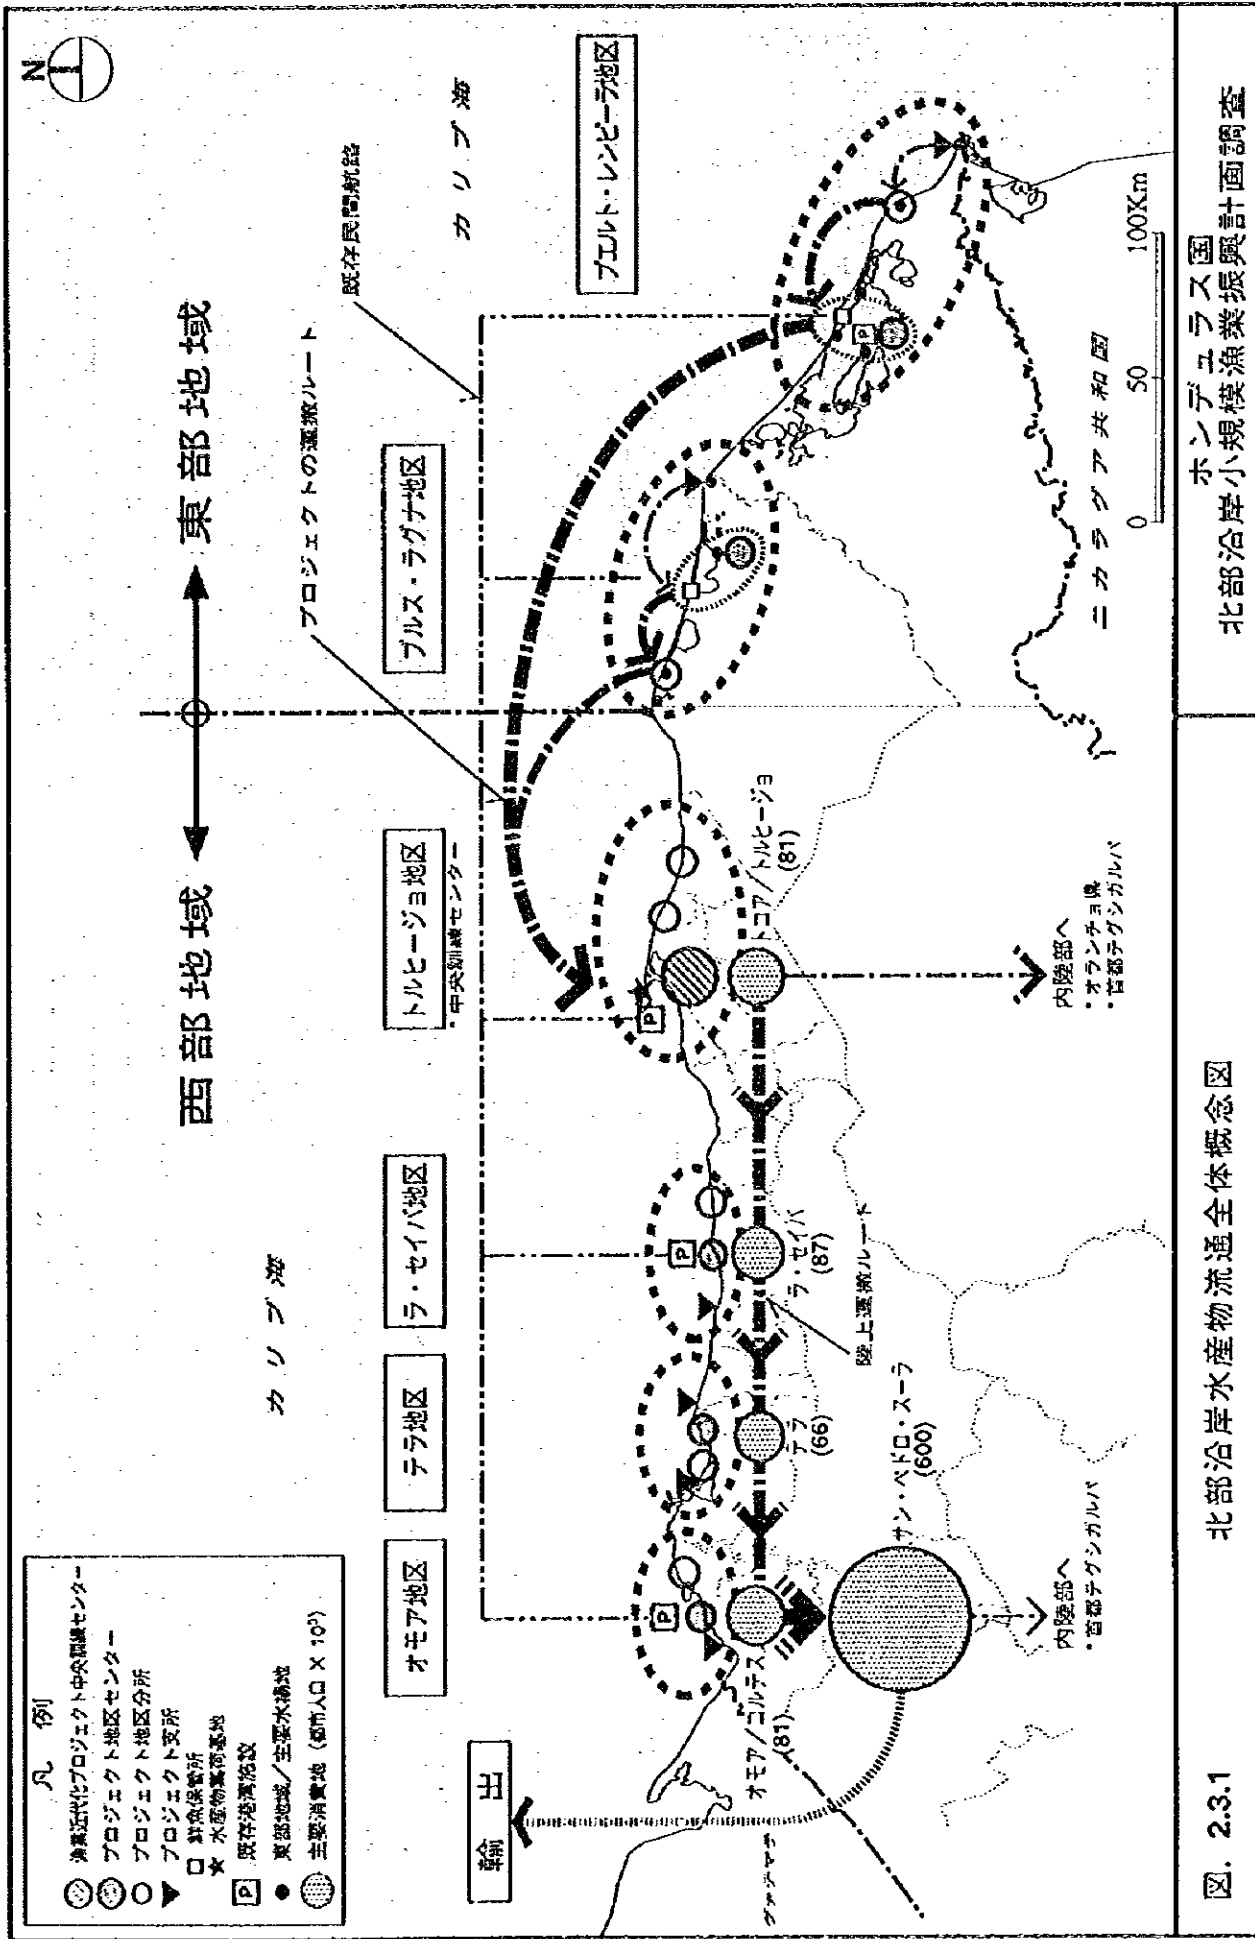 N
西部地域
東部地域
カリブ海
カリブ海
プロジェクトの運搬ルート
既存民間航路
凡例
漁業近代化プロジェクト中央訓練センター
プロジェクト地区センター
プロジェクト地区分所
プロジェクト支所
鮮魚保管所
水産物集荷基地
P 既存港湾施設
東部地域/主要水揚地
主要消費地 (都市人口 × 10³)
輸出
オモア地区
テラ地区
ラ・セイバ地区
トルヒージョ地区
・中央訓練センター
ブルス・ラグナ地区
プエルト・レンピーラ地区
P
P
P
P
オモア/コルテス
(81)
テラ
(66)
ラ・セイバ
(87)
トコア/トルヒージョ
(81)
サン・ペドロ・スーラ
(600)
陸上運搬ルート
グァテマラ
内陸部へ
・首都テグシガルパ
内陸部へ
・オランチョ県
・首都テグシガルパ
ニカラグア共和国
0 50 100Km
図. 2.3.1
北部沿岸水産物流通全体概念図
ホンデュラス国
北部沿岸小規模漁業振興計画調査